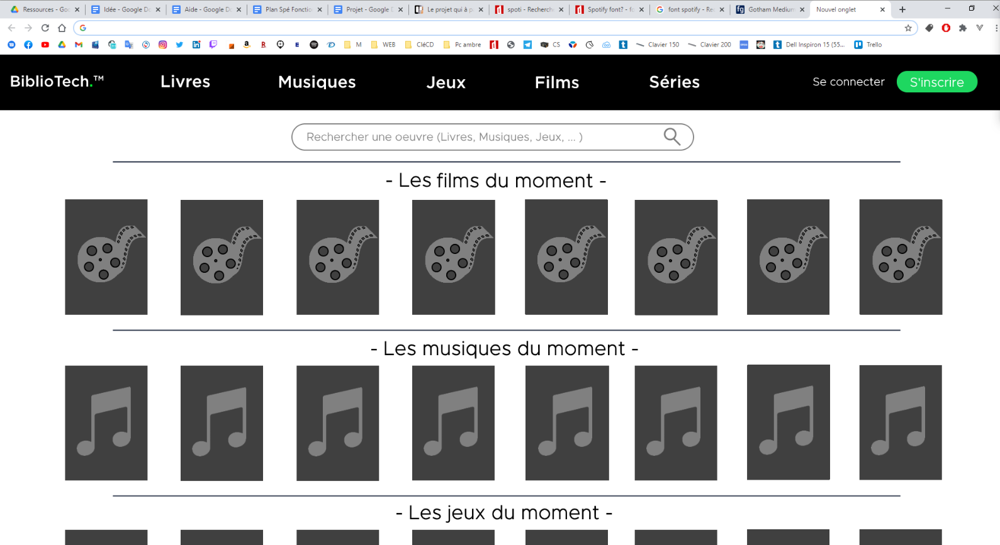 Ressources - Goo
Idée - Google Do
Aide - Google Do
Plan Spé Fonctio
Projet - Google D
Le projet qui à pa
spoti - Recherche
Spotify font? - fo
font spotify - Rec
Gotham Medium
Nouvel onglet
M
WEB
CléCD
Pc ambre
CS
Clavier 150
Clavier 200
Dell Inspiron 15 (55...
Trello
BiblioTech.™ Livres Musiques Jeux Films Séries Se connecter S'inscrire
Rechercher une oeuvre (Livres, Musiques, Jeux, ... )
- Les films du moment -
- Les musiques du moment -
- Les jeux du moment -